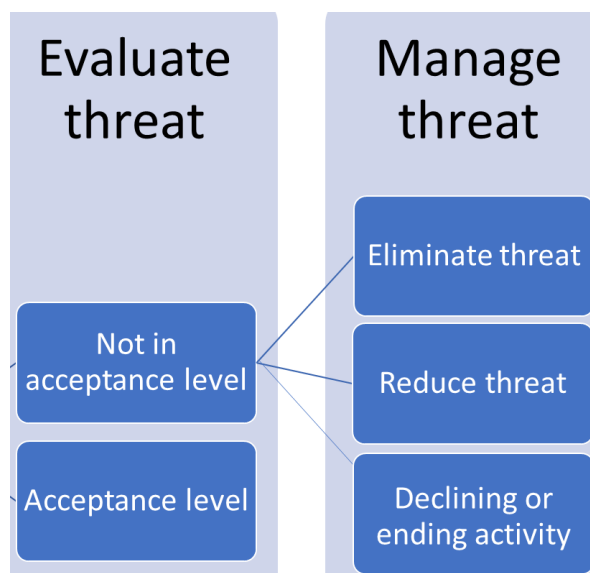 Evaluate
threat
Not in
acceptance level
Acceptance level
Manage
threat
Eliminate threat
Reduce threat
Declining or
ending activity